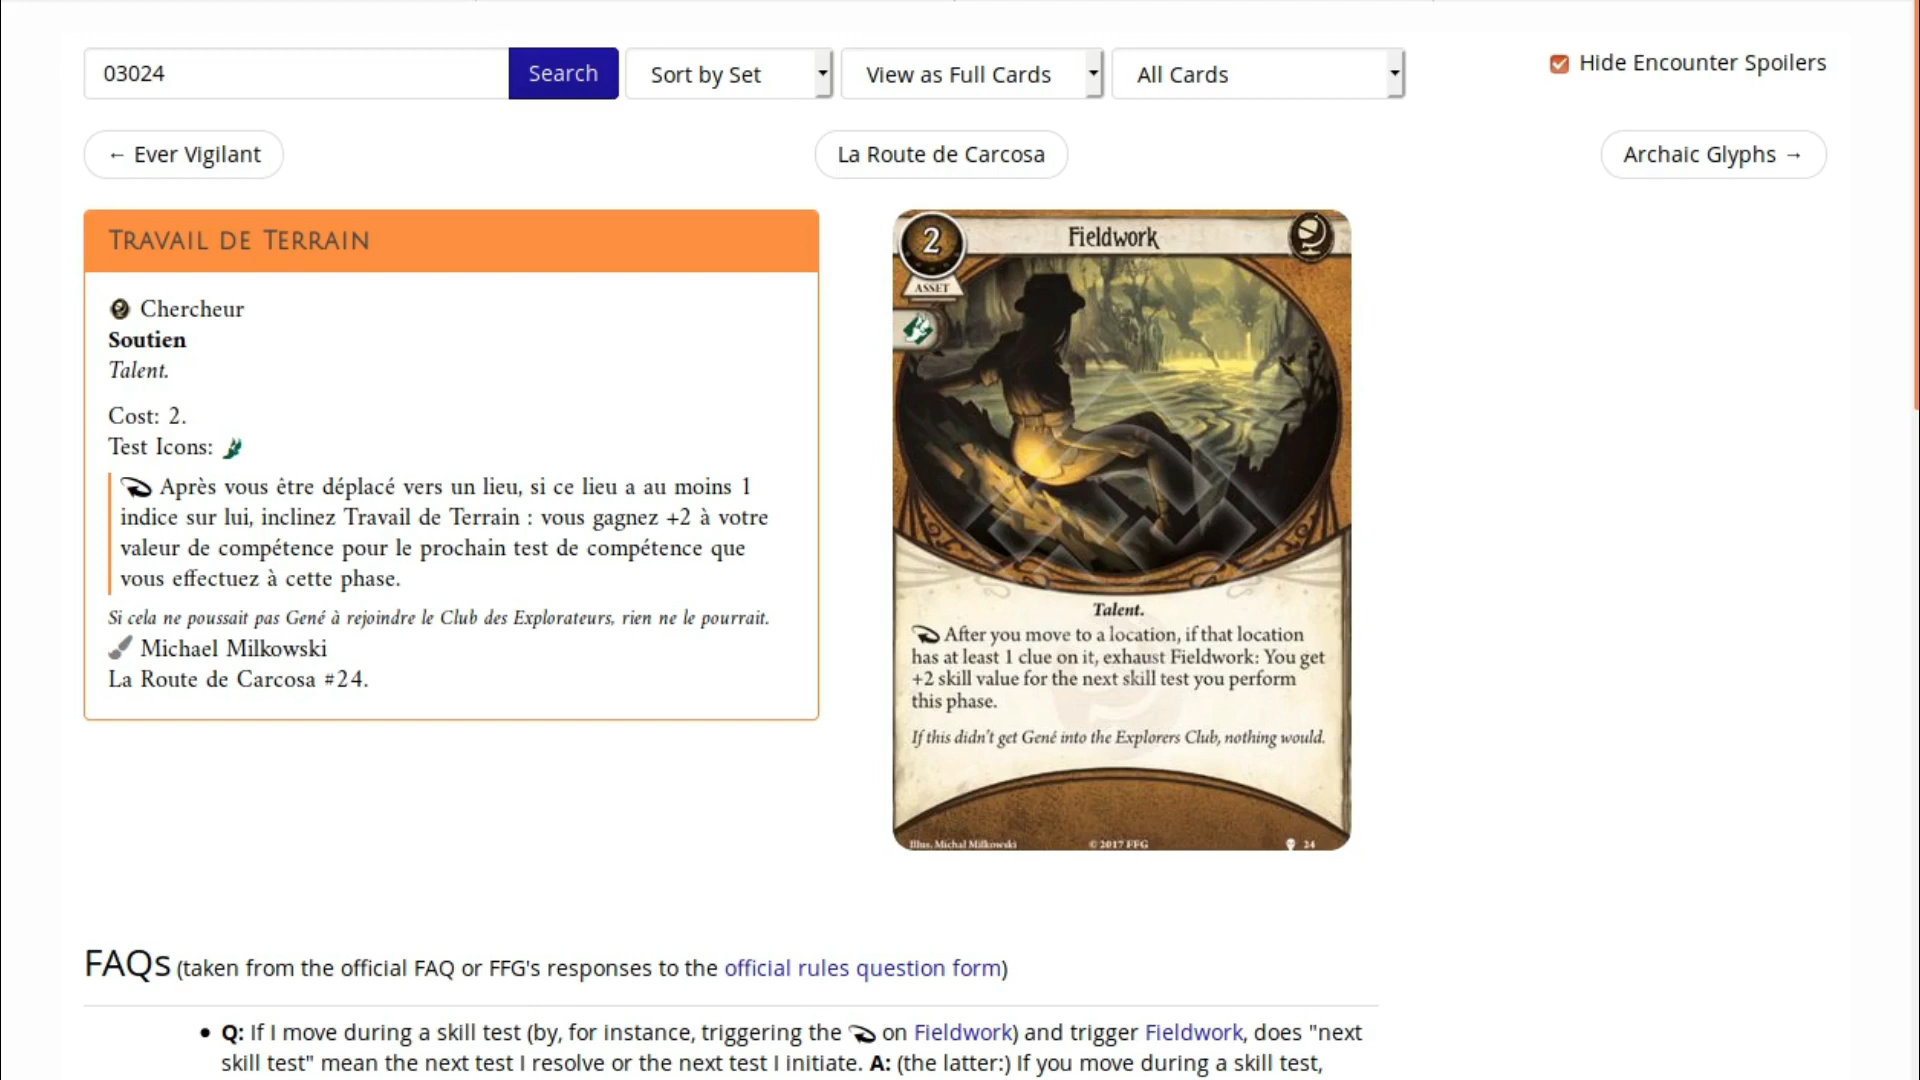 03024
Search
Sort by Set
View as Full Cards
All Cards
Hide Encounter Spoilers
← Ever Vigilant
La Route de Carcosa
Archaic Glyphs →
Travail de Terrain
Chercheur
Soutien
Talent.
Cost: 2.
Test Icons:
Après vous être déplacé vers un lieu, si ce lieu a au moins 1
indice sur lui, inclinez Travail de Terrain : vous gagnez +2 à votre
valeur de compétence pour le prochain test de compétence que
vous effectuez à cette phase.
Si cela ne poussait pas Gené à rejoindre le Club des Explorateurs, rien ne le pourrait.
Michael Milkowski
La Route de Carcosa #24.
2
Fieldwork
ASSET
Talent.
After you move to a location, if that location
has at least 1 clue on it, exhaust Fieldwork: You get
+2 skill value for the next skill test you perform
this phase.
If this didn't get Gené into the Explorers Club, nothing would.
Illus. Michal Milkowski
© 2017 FFG
24
FAQs (taken from the official FAQ or FFG's responses to the official rules question form)
• Q: If I move during a skill test (by, for instance, triggering the on Fieldwork) and trigger Fieldwork, does "next
skill test" mean the next test I resolve or the next test I initiate. A: (the latter:) If you move during a skill test,